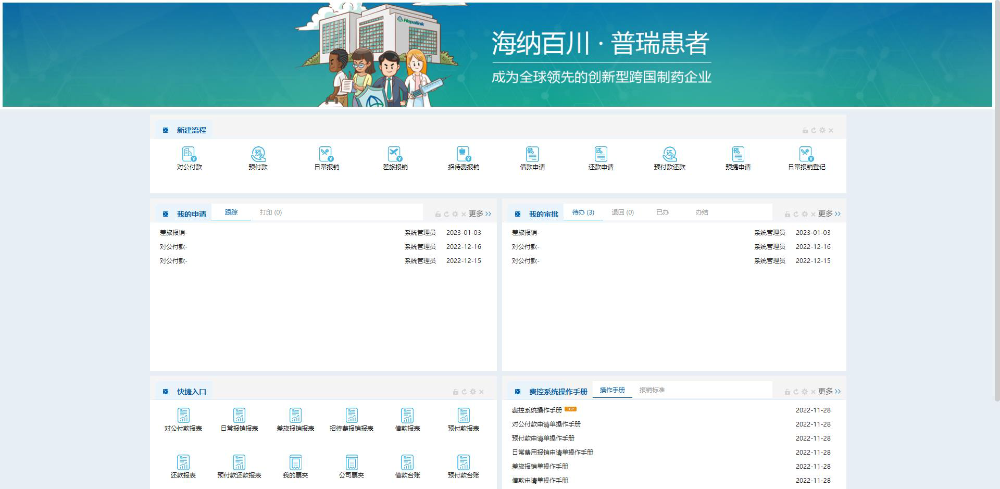 Hepalink
海纳百川 · 普瑞患者
成为全球领先的创新型跨国制药企业
新建流程
对公付款 预付款 日常报销 差旅报销 招待费报销 借款申请 还款申请 预付款还款 预提申请 日常报销登记
我的申请 跟踪 打印 (0) 更多 >>
差旅报销- 系统管理员 2023-01-03
对公付款- 系统管理员 2022-12-16
对公付款- 系统管理员 2022-12-15
我的审批 待办 (3) 退回 (0) 已办 办结 更多 >>
差旅报销- 系统管理员 2023-01-03
对公付款- 系统管理员 2022-12-16
对公付款- 系统管理员 2022-12-15
快捷入口
对公付款报表 日常报销报表 差旅报销报表 招待费报销报表 借款报表 预付款报表
还款报表 预付款还款报表 我的票夹 公司票夹 借款台账 预付款台账
费控系统操作手册 操作手册 报销标准 更多 >>
费控系统操作手册 TOP 2022-11-28
对公付款申请单操作手册 2022-11-28
预付款申请单操作手册 2022-11-28
日常费用报销申请单操作手册 2022-11-28
差旅报销单操作手册 2022-11-28
借款申请单操作手册 2022-11-28